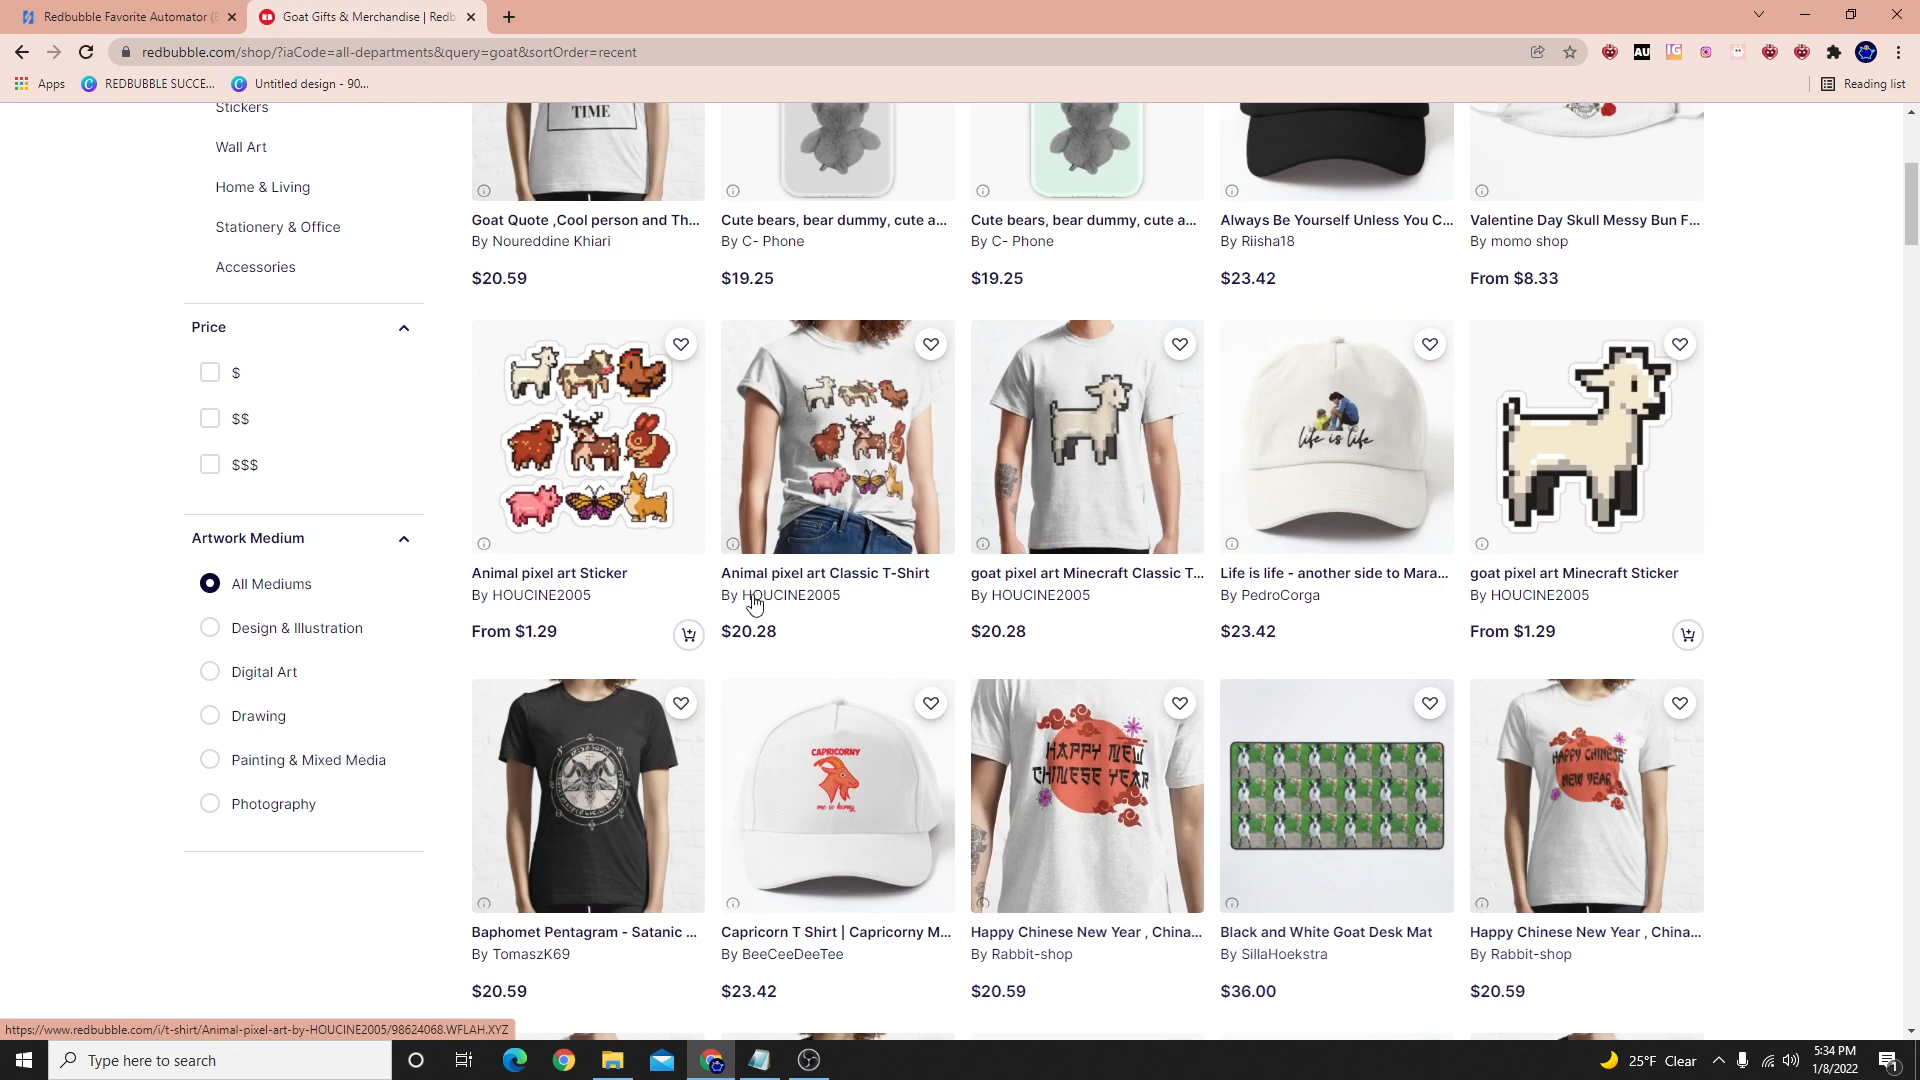 Redbubble Favorite Automator (E
Goat Gifts & Merchandise | Redb
redbubble.com/shop/?iaCode=all-departments&query=goat&sortOrder=recent
AU
IG
Apps
REDBUBBLE SUCCE...
Untitled design - 90...
Reading list
Stickers
Wall Art
Home & Living
Stationery & Office
Accessories
Price
$
$$
$$$
Artwork Medium
All Mediums
Design & Illustration
Digital Art
Drawing
Painting & Mixed Media
Photography
TIME
Goat Quote ,Cool person and Th...
By Noureddine Khiari
$20.59
Cute bears, bear dummy, cute a...
By C- Phone
$19.25
Cute bears, bear dummy, cute a...
By C- Phone
$19.25
Always Be Yourself Unless You C...
By Riisha18
$23.42
Valentine Day Skull Messy Bun F...
By momo shop
From $8.33
Animal pixel art Sticker
By HOUCINE2005
From $1.29
Animal pixel art Classic T-Shirt
By HOUCINE2005
$20.28
goat pixel art Minecraft Classic T...
By HOUCINE2005
$20.28
life is life
Life is life - another side to Mara...
By PedroCorga
$23.42
goat pixel art Minecraft Sticker
By HOUCINE2005
From $1.29
Baphomet Pentagram - Satanic ...
By TomaszK69
$20.59
CAPRICORNY
me so horny
Capricorn T Shirt | Capricorny M...
By BeeCeeDeeTee
$23.42
HAPPY NEW
CHINESE YEAR
Happy Chinese New Year , China...
By Rabbit-shop
$20.59
Black and White Goat Desk Mat
By SillaHoekstra
$36.00
HAPPY CHINESE
NEW YEAR
Happy Chinese New Year , China...
By Rabbit-shop
$20.59
https://www.redbubble.com/i/t-shirt/Animal-pixel-art-by-HOUCINE2005/98624068.WFLAH.XYZ
Type here to search
25°F Clear
5:34 PM
1/8/2022
1